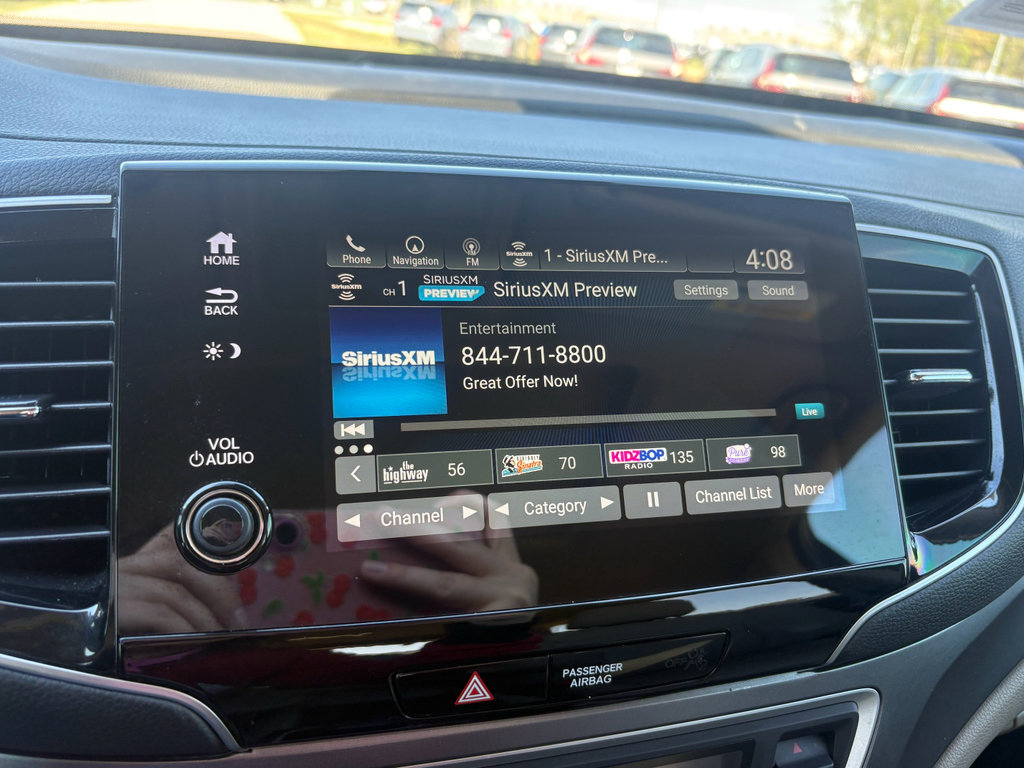 HOME
BACK
VOL
AUDIO
Phone
Navigation
FM
SiriusXM
1 - SiriusXM Pre...
4:08
SiriusXM
CH 1
SIRIUSXM
PREVIEW
SiriusXM Preview
Settings
Sound
SiriusXM
Entertainment
844-711-8800
Great Offer Now!
Live
the highway 56
Sinatra 70
KIDZBOP RADIO 135
Pure 98
Channel
Category
Channel List
More
PASSENGER
AIRBAG